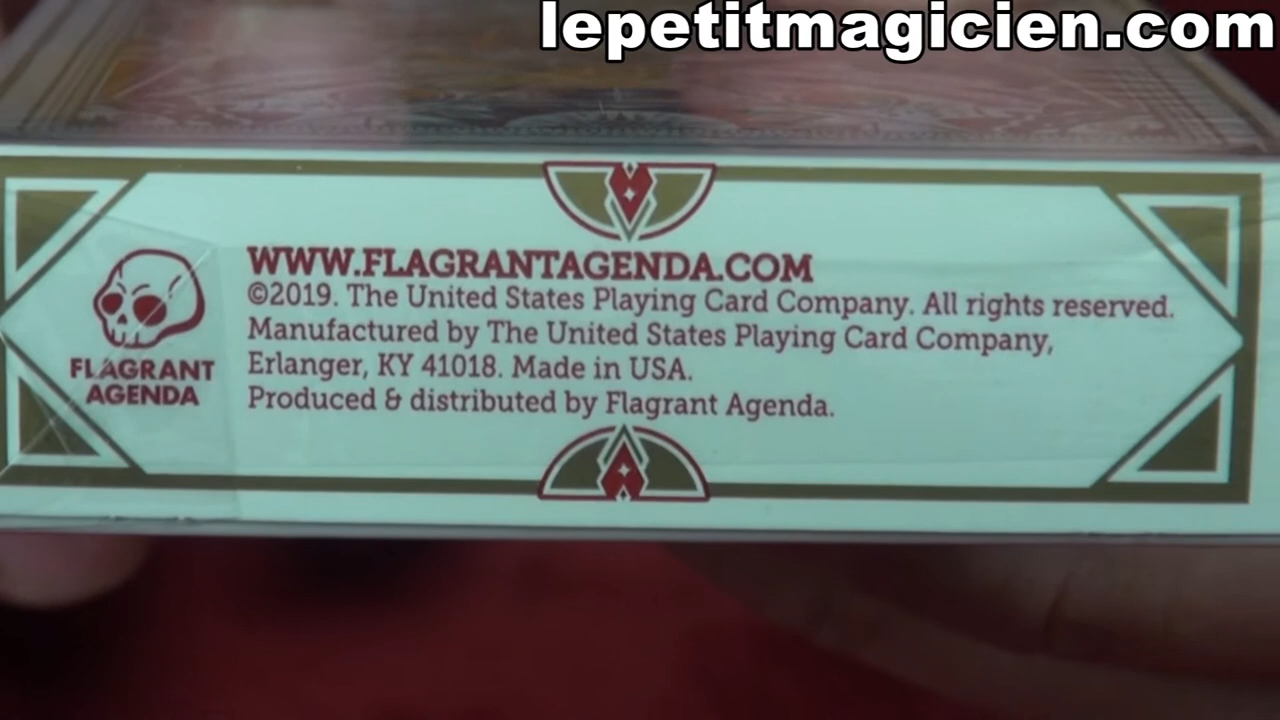 lepetitmagicien.com
WWW.FLAGRANTAGENDA.COM
©2019. The United States Playing Card Company. All rights reserved.
Manufactured by The United States Playing Card Company,
Erlanger, KY 41018. Made in USA.
Produced & distributed by Flagrant Agenda.
FLAGRANT
AGENDA